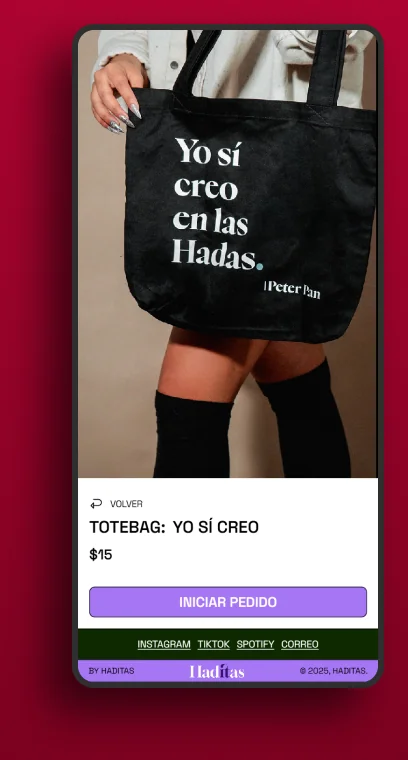 Yo sí
creo
en las
Hadas.
|Peter Pan
VOLVER
TOTEBAG: YO SÍ CREO
$15
INICIAR PEDIDO
INSTAGRAM TIKTOK SPOTIFY CORREO
BY HADITAS Haditas © 2025, HADITAS.